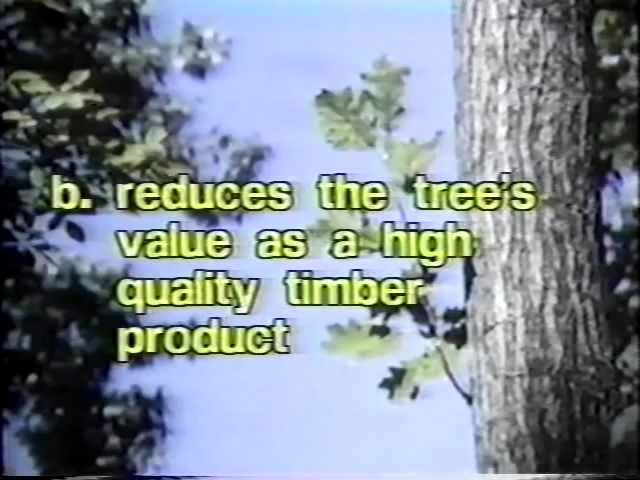 b. reduces the tree's
value as a high
quality timber
product